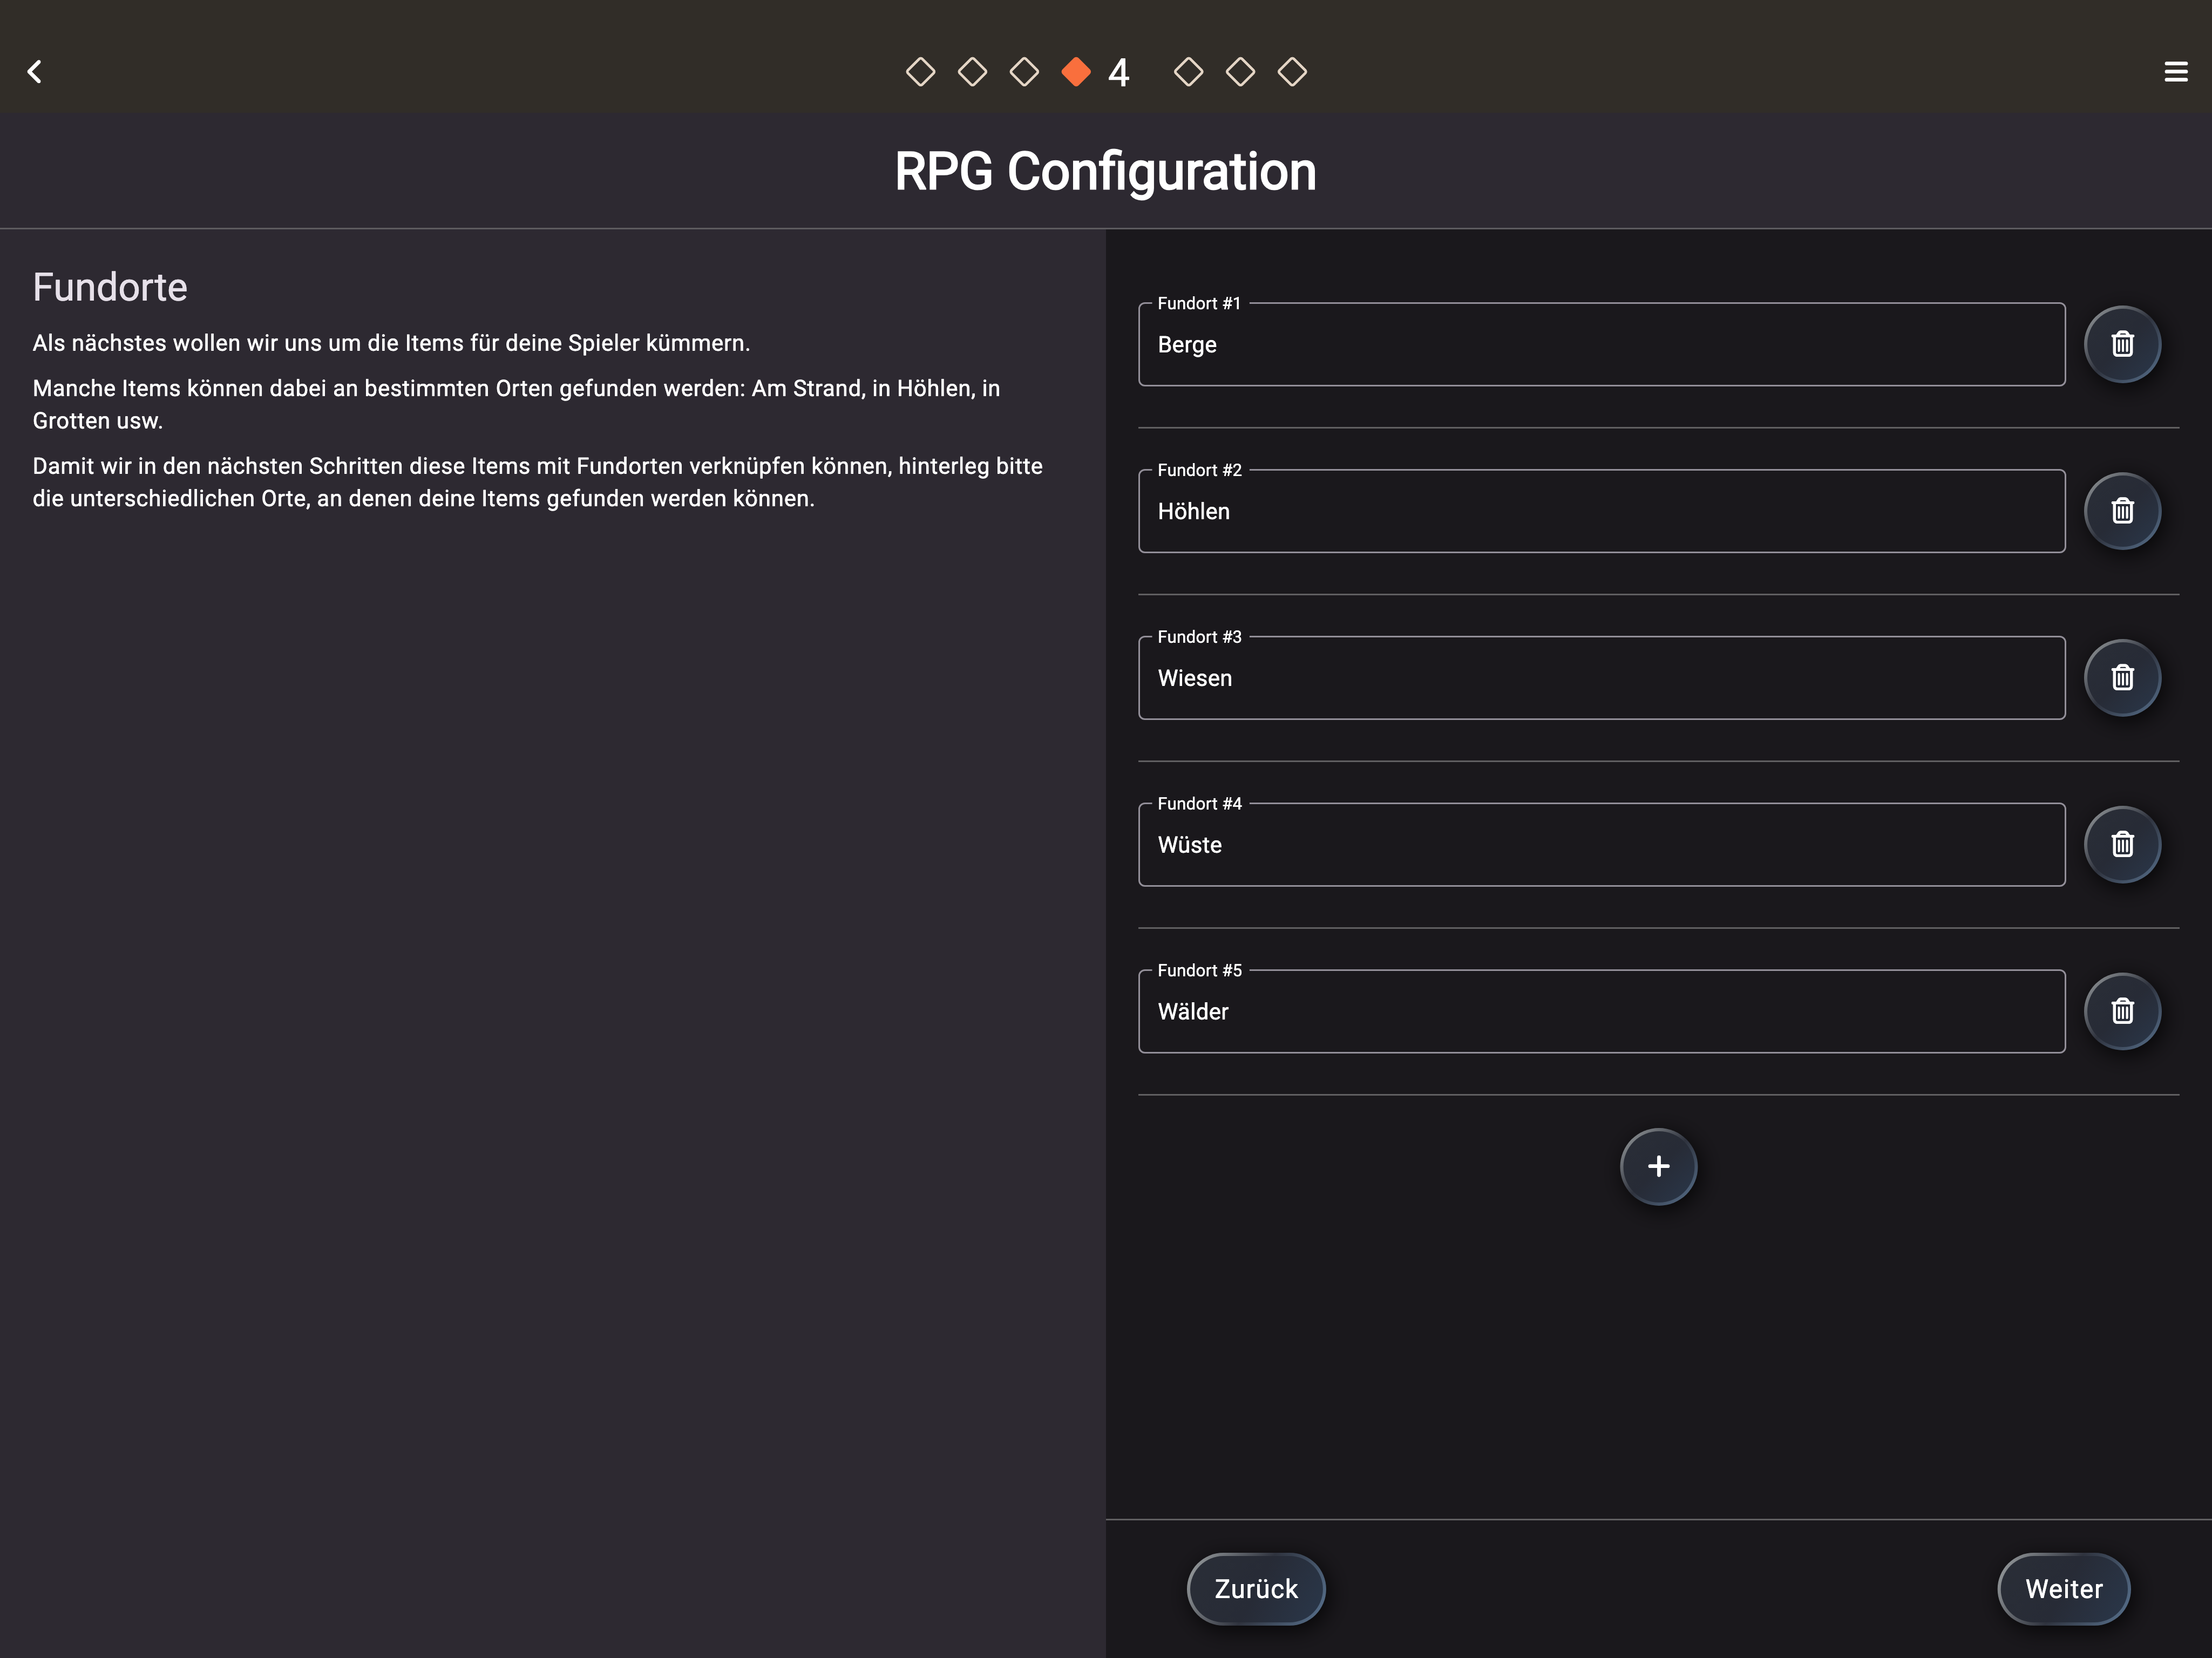 4
RPG Configuration
Fundorte
Als nächstes wollen wir uns um die Items für deine Spieler kümmern.
Manche Items können dabei an bestimmten Orten gefunden werden: Am Strand, in Höhlen, in
Grotten usw.
Damit wir in den nächsten Schritten diese Items mit Fundorten verknüpfen können, hinterleg bitte
die unterschiedlichen Orte, an denen deine Items gefunden werden können.
Fundort #1
Berge
Fundort #2
Höhlen
Fundort #3
Wiesen
Fundort #4
Wüste
Fundort #5
Wälder
Zurück
Weiter